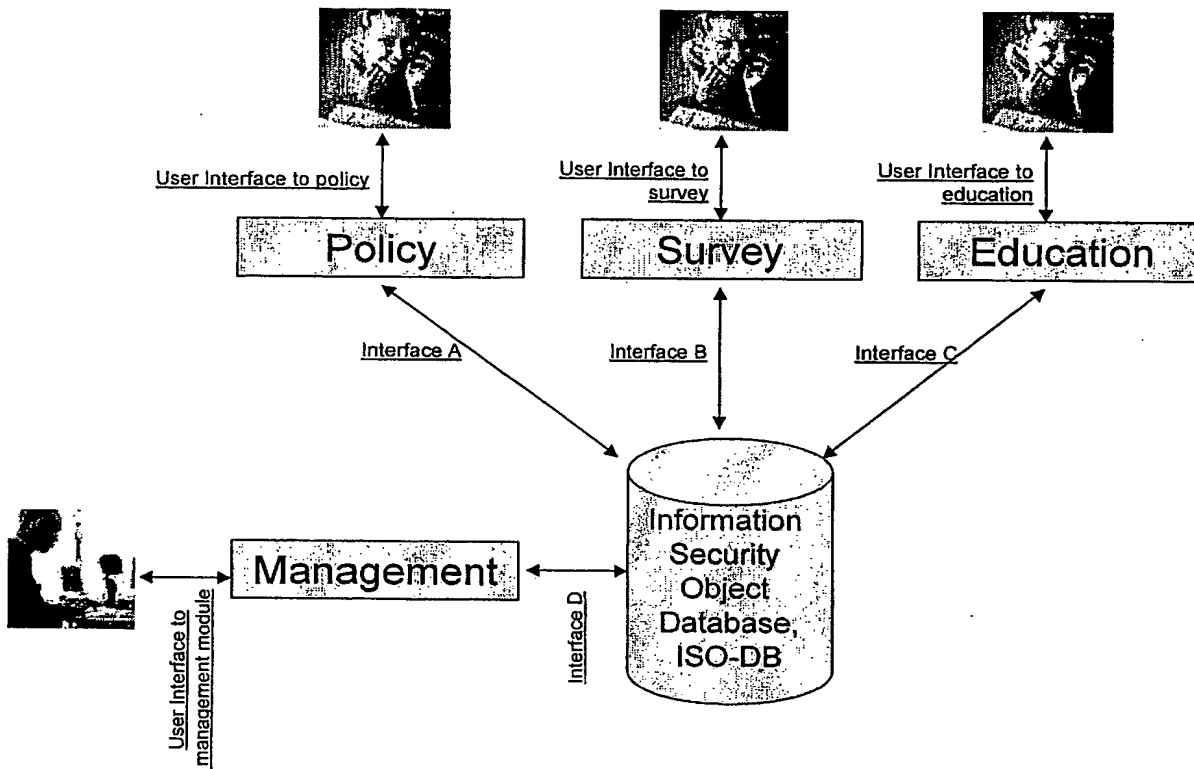 User Interface to policy
User Interface to
survey
User Interface to
education
Policy
Survey
Education
Interface A
Interface B
Interface C
Information
Security
Object
Database,
ISO-DB
Management
Interface D
User Interface to
management module